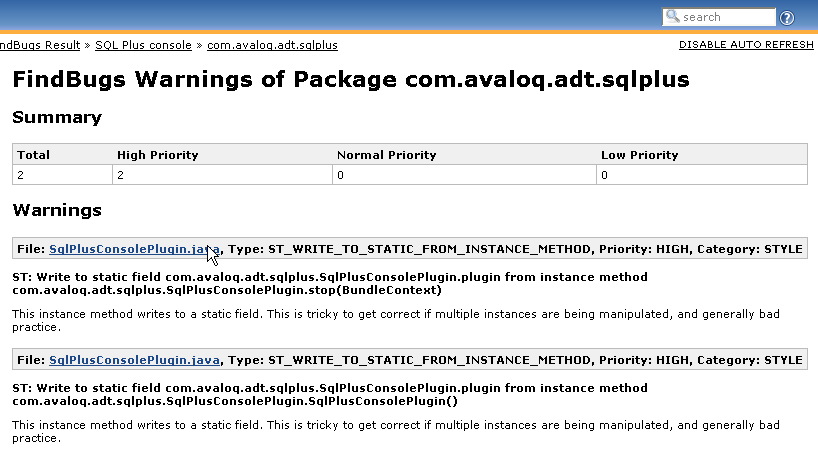 search
ndBugs Result » SQL Plus console » com.avaloq.adt.sqlplus DISABLE AUTO REFRESH
FindBugs Warnings of Package com.avaloq.adt.sqlplus
Summary
Total High Priority Normal Priority Low Priority
2 2 0 0
Warnings
File: SqlPlusConsolePlugin.java, Type: ST_WRITE_TO_STATIC_FROM_INSTANCE_METHOD, Priority: HIGH, Category: STYLE
ST: Write to static field com.avaloq.adt.sqlplus.SqlPlusConsolePlugin.plugin from instance method
com.avaloq.adt.sqlplus.SqlPlusConsolePlugin.stop(BundleContext)
This instance method writes to a static field. This is tricky to get correct if multiple instances are being manipulated, and generally bad
practice.
File: SqlPlusConsolePlugin.java, Type: ST_WRITE_TO_STATIC_FROM_INSTANCE_METHOD, Priority: HIGH, Category: STYLE
ST: Write to static field com.avaloq.adt.sqlplus.SqlPlusConsolePlugin.plugin from instance method
com.avaloq.adt.sqlplus.SqlPlusConsolePlugin.SqlPlusConsolePlugin()
This instance method writes to a static field. This is tricky to get correct if multiple instances are being manipulated, and generally bad
practice.